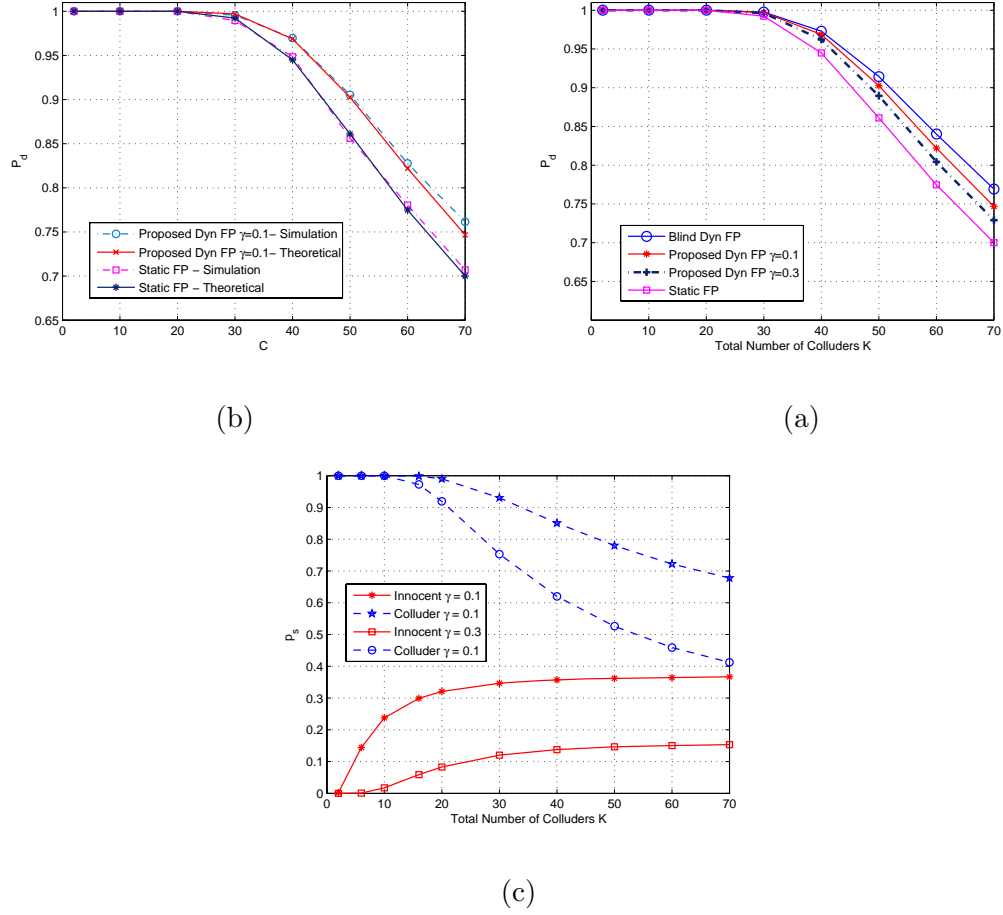 1
0.95
0.9
0.85
0.8
0.75
0.7
0.65
P_d
0 10 20 30 40 50 60 70
C
Proposed Dyn FP γ=0.1− Simulation
Proposed Dyn FP γ=0.1− Theoretical
Static FP − Simulation
Static FP − Theoretical
(b)
1
0.95
0.9
0.85
0.8
0.75
0.7
0.65
P_d
0 10 20 30 40 50 60 70
Total Number of Colluders K
Blind Dyn FP
Proposed Dyn FP γ=0.1
Proposed Dyn FP γ=0.3
Static FP
(a)
1
0.9
0.8
0.7
0.6
0.5
0.4
0.3
0.2
0.1
0
p_s
0 10 20 30 40 50 60 70
Total Number of Colluders K
Innocent γ = 0.1
Colluder γ = 0.1
Innocent γ = 0.3
Colluder γ = 0.1
(c)